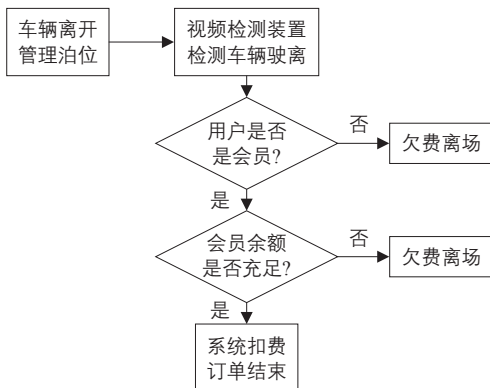 车辆离开
管理泊位
视频检测装置
检测车辆驶离
用户是否
是会员?
否
欠费离场
是
会员余额
是否充足?
否
欠费离场
是
系统扣费
订单结束